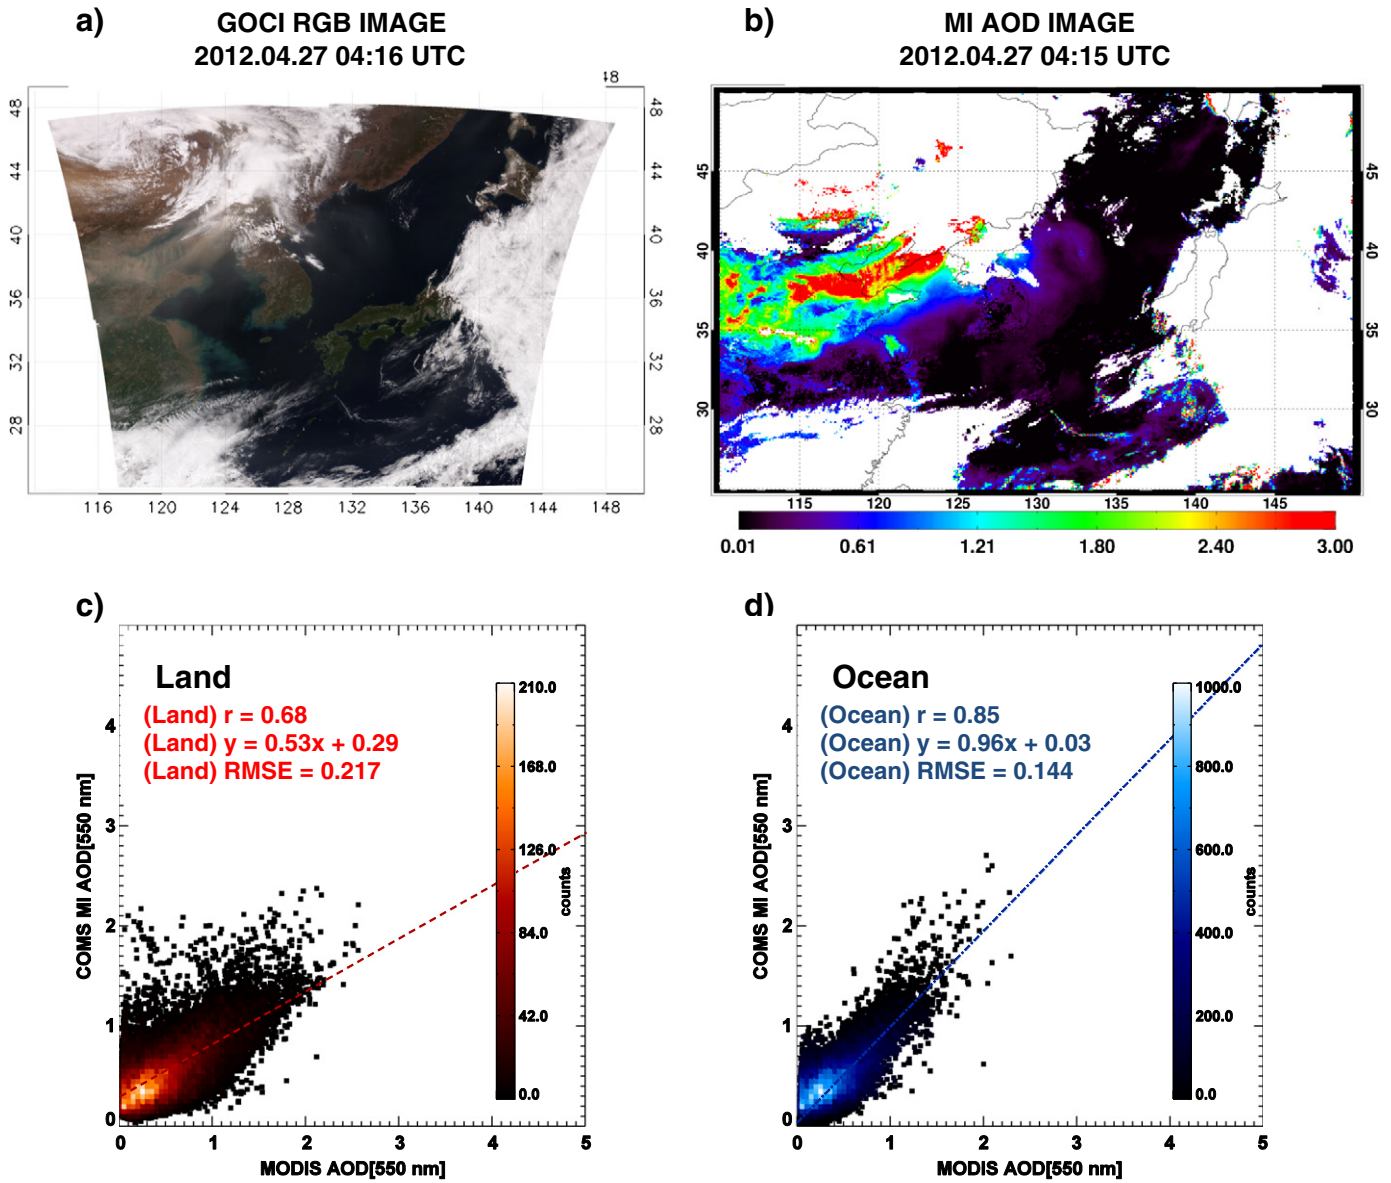 a)
GOCI RGB IMAGE
2012.04.27 04:16 UTC
48
48 44 40 36 32 28
48 44 40 36 32 28
116 120 124 128 132 136 140 144 148
b)
MI AOD IMAGE
2012.04.27 04:15 UTC
45 40 35 30
45 40 35 30
115 120 125 130 135 140 145
0.01 0.61 1.21 1.80 2.40 3.00
c)
Land
(Land) r = 0.68
(Land) y = 0.53x + 0.29
(Land) RMSE = 0.217
210.0
168.0
126.0
84.0
42.0
0.0
counts
COMS MI AOD[550 nm]
4
3
2
1
0
0 1 2 3 4 5
MODIS AOD[550 nm]
d)
Ocean
(Ocean) r = 0.85
(Ocean) y = 0.96x + 0.03
(Ocean) RMSE = 0.144
1000.0
800.0
600.0
400.0
200.0
0.0
counts
COMS MI AOD[550 nm]
4
3
2
1
0
0 1 2 3 4 5
MODIS AOD[550 nm]